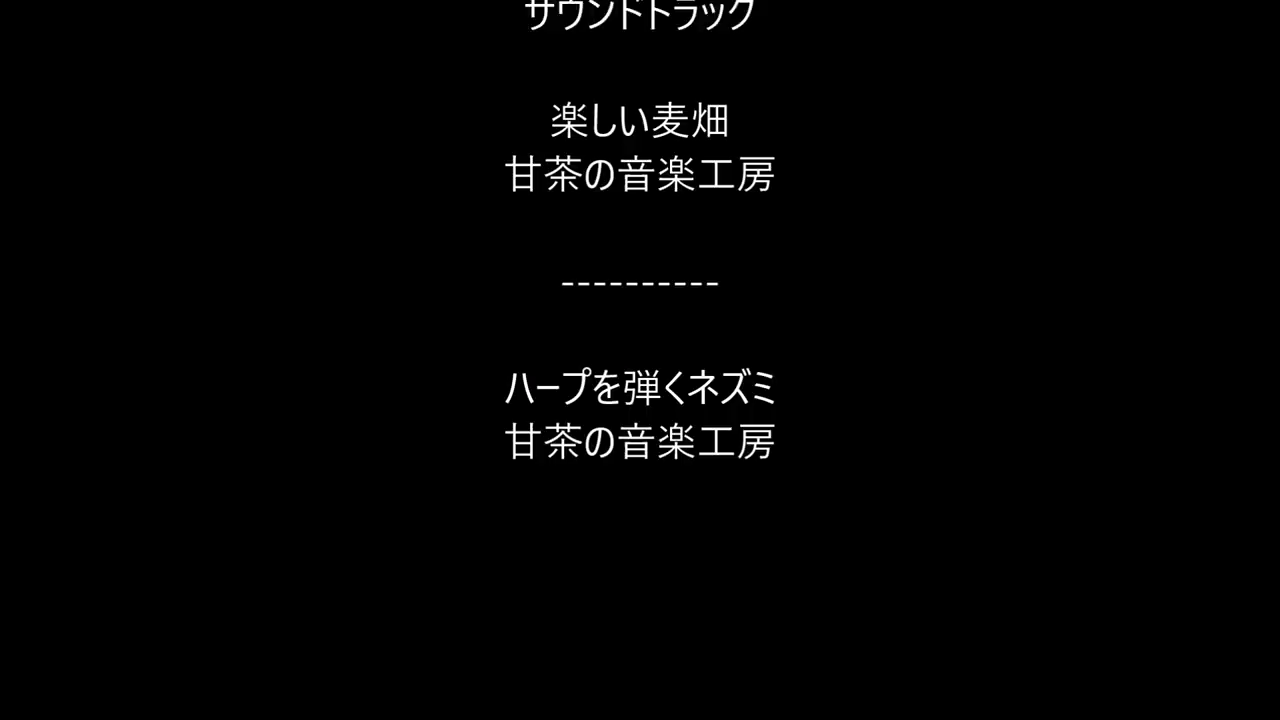 サウンドトラック
楽しい麦畑
甘茶の音楽工房
----------
ハープを弾くネズミ
甘茶の音楽工房